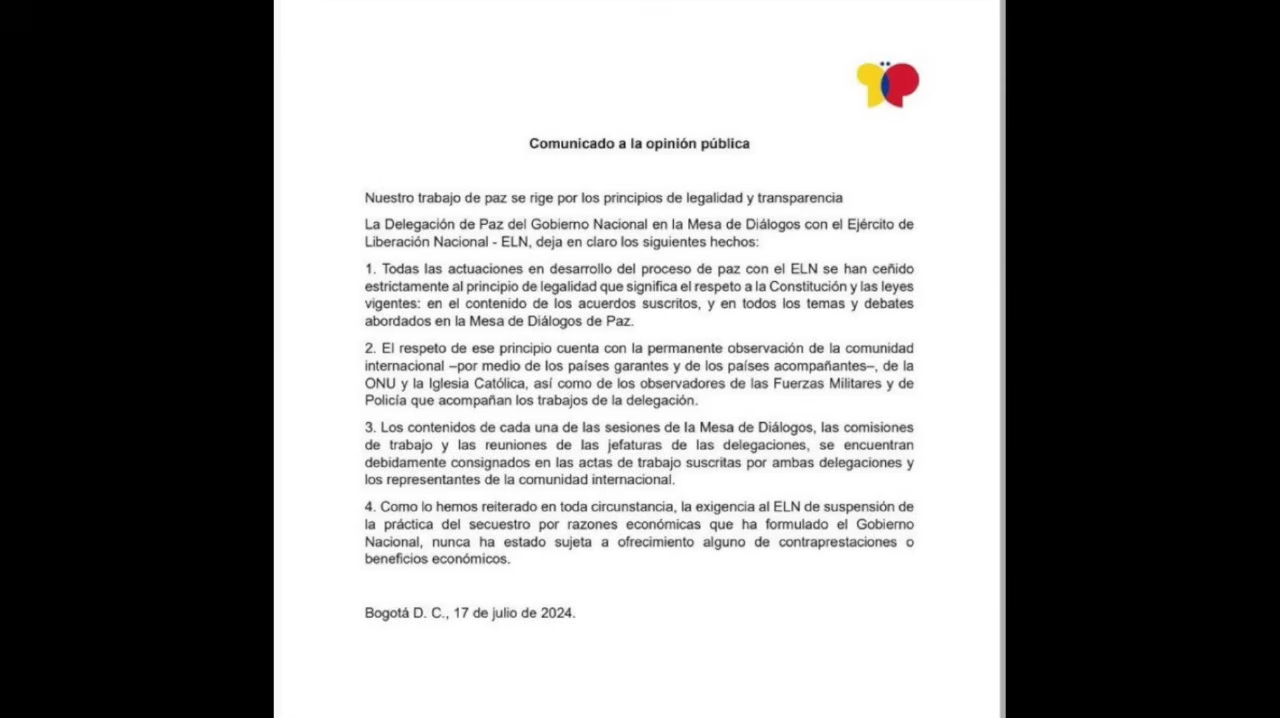 Comunicado a la opinión pública
Nuestro trabajo de paz se rige por los principios de legalidad y transparencia
La Delegación de Paz del Gobierno Nacional en la Mesa de Diálogos con el Ejército de
Liberación Nacional - ELN, deja en claro los siguientes hechos:
1. Todas las actuaciones en desarrollo del proceso de paz con el ELN se han ceñido
estrictamente al principio de legalidad que significa el respeto a la Constitución y las leyes
vigentes: en el contenido de los acuerdos suscritos, y en todos los temas y debates
abordados en la Mesa de Diálogos de Paz.
2. El respeto de ese principio cuenta con la permanente observación de la comunidad
internacional –por medio de los países garantes y de los países acompañantes–, de la
ONU y la Iglesia Católica, así como de los observadores de las Fuerzas Militares y de
Policía que acompañan los trabajos de la delegación.
3. Los contenidos de cada una de las sesiones de la Mesa de Diálogos, las comisiones
de trabajo y las reuniones de las jefaturas de las delegaciones, se encuentran
debidamente consignados en las actas de trabajo suscritas por ambas delegaciones y
los representantes de la comunidad internacional.
4. Como lo hemos reiterado en toda circunstancia, la exigencia al ELN de suspensión de
la práctica del secuestro por razones económicas que ha formulado el Gobierno
Nacional, nunca ha estado sujeta a ofrecimiento alguno de contraprestaciones o
beneficios económicos.
Bogotá D. C., 17 de julio de 2024.